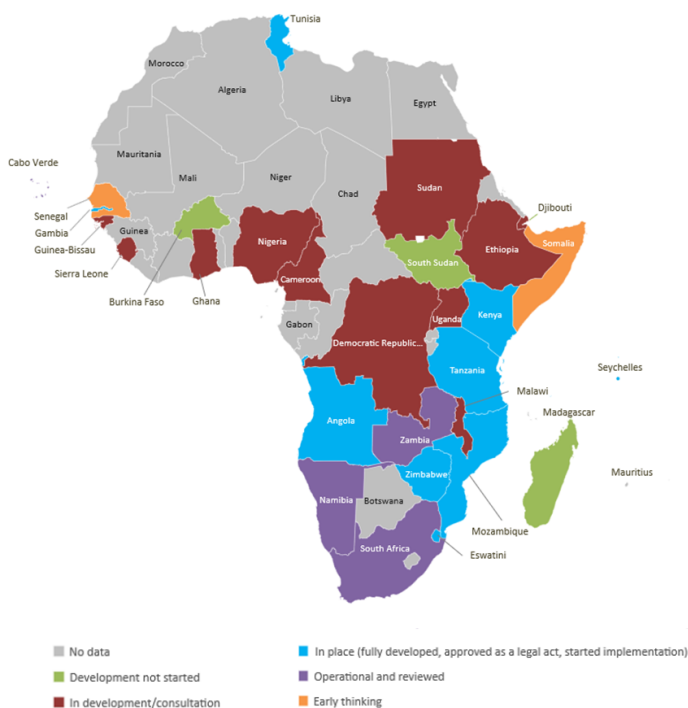 Tunisia
Morocco
Algeria
Libya
Egypt
Mauritania
Mali
Niger
Chad
Sudan
Cabo Verde
Senegal
Gambia
Guinea-Bissau
Guinea
Sierra Leone
Burkina Faso
Ghana
Nigeria
Cameroon
South Sudan
Ethiopia
Djibouti
Somalia
Gabon
Democratic Republic...
Uganda
Kenya
Tanzania
Seychelles
Malawi
Madagascar
Angola
Zambia
Mauritius
Zimbabwe
Namibia
Botswana
Mozambique
South Africa
Eswatini
No data
Development not started
In development/consultation
In place (fully developed, approved as a legal act, started implementation)
Operational and reviewed
Early thinking